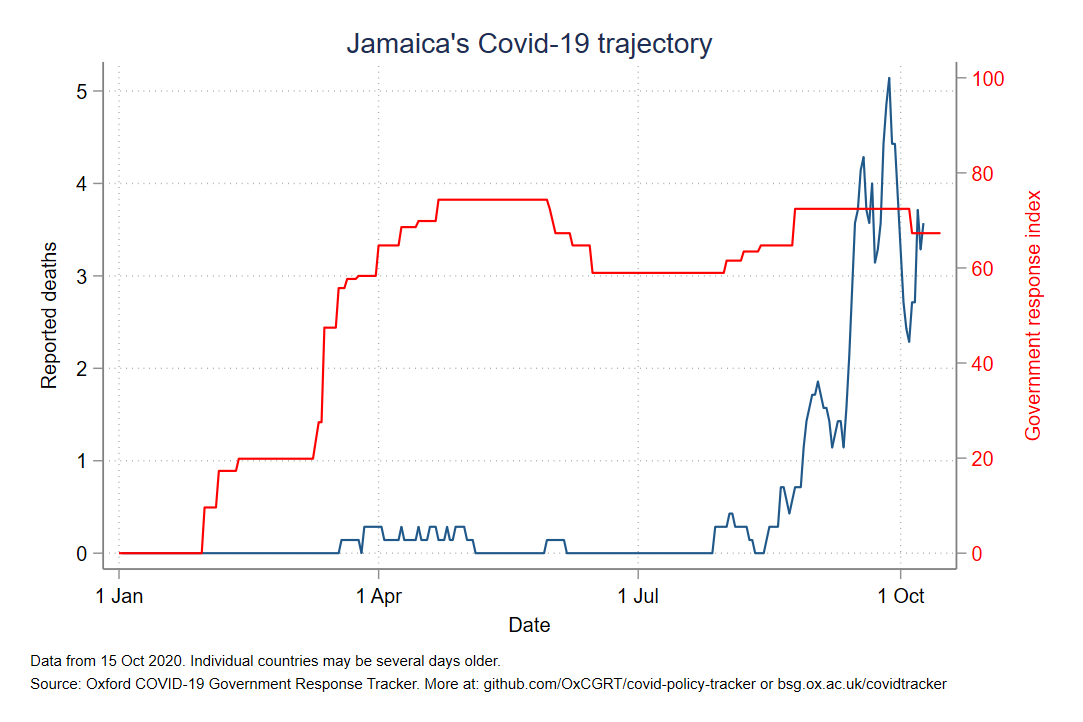 Jamaica's Covid-19 trajectory
5
4
3
2
1
0
Reported deaths
100
80
60
40
20
0
Government response index
1 Jan
1 Apr
1 Jul
1 Oct
Date
Data from 15 Oct 2020. Individual countries may be several days older.
Source: Oxford COVID-19 Government Response Tracker. More at: github.com/OxCGRT/covid-policy-tracker or bsg.ox.ac.uk/covidtracker